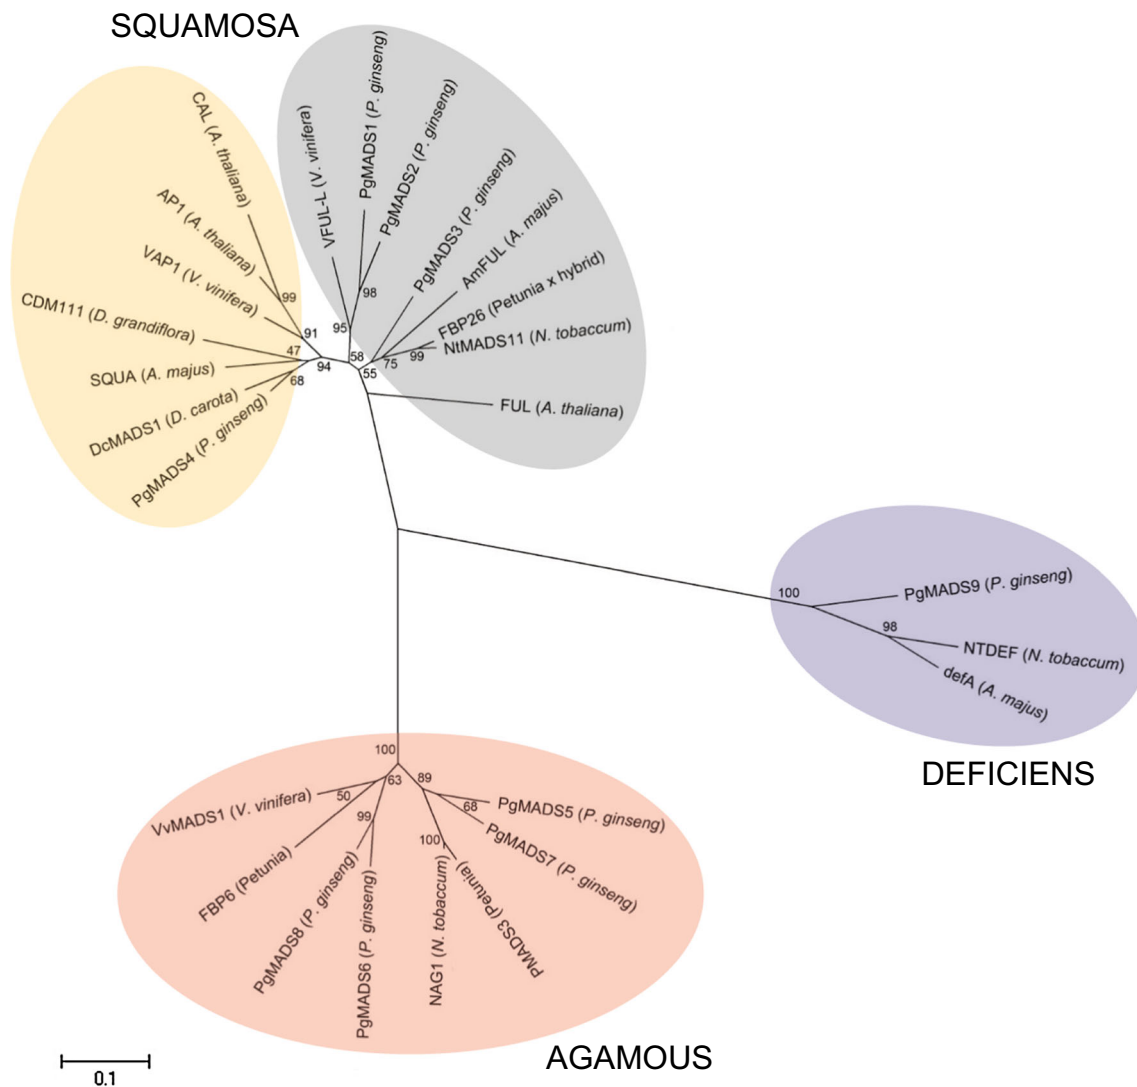 SQUAMOSA
CAL (A. thaliana)
AP1 (A. thaliana)
VAP1 (V. vinifera)
CDM111 (D. grandiflora)
SQUA (A. majus)
DcMADS1 (D. carota)
PgMADS4 (P. ginseng)
99
91
47
94
68
VFUL-L (V. vinifera)
PgMADS1 (P. ginseng)
PgMADS2 (P. ginseng)
PgMADS3 (P. ginseng)
AmFUL (A. majus)
FBP26 (Petunia x hybrid)
NtMADS11 (N. tobaccum)
FUL (A. thaliana)
98
95
58
99
75
55
100
PgMADS9 (P. ginseng)
98
NTDEF (N. tobaccum)
defA (A. majus)
DEFICIENS
100
63
89
50
68
99
100
VvMADS1 (V. vinifera)
FBP6 (Petunia)
PgMADS8 (P. ginseng)
PgMADS6 (P. ginseng)
NAG1 (N. tobaccum)
PMADS3 (Petunia)
PgMADS7 (P. ginseng)
PgMADS5 (P. ginseng)
AGAMOUS
0.1